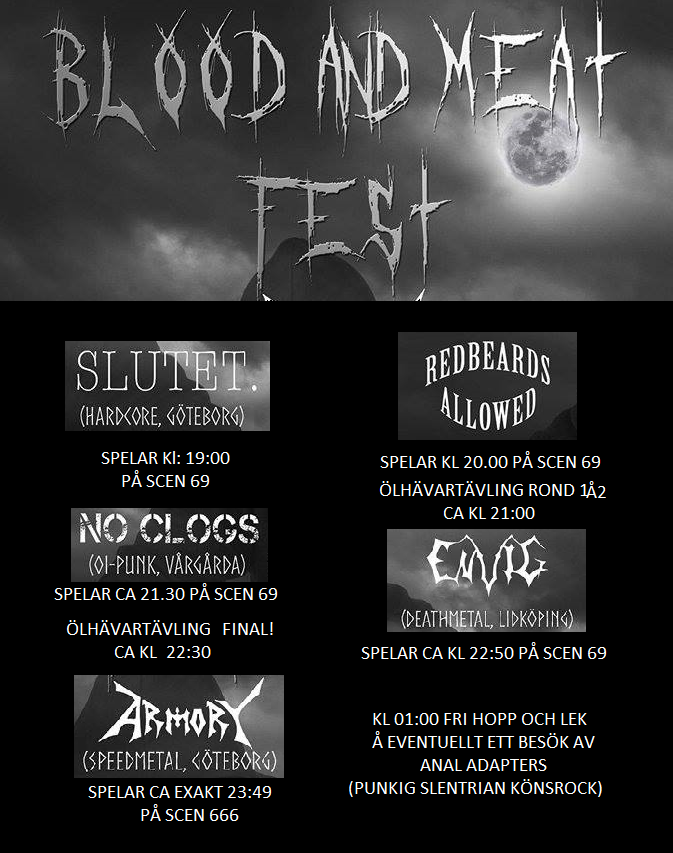 BLOOD AND MEAT
FEST
SLUTET.
(HARDCORE, GÖTEBORG)
SPELAR Kl: 19:00
PÅ SCEN 69
REDBEARDS
ALLOWED
SPELAR KL 20.00 PÅ SCEN 69
ÖLHÄVARTÄVLING ROND 1Å2
CA KL 21:00
NO CLOGS
(OI-PUNK, VÅRGÅRDA)
SPELAR CA 21.30 PÅ SCEN 69
ÖLHÄVARTÄVLING FINAL!
CA KL 22:30
ENVIG
(DEATHMETAL, LIDKÖPING)
SPELAR CA KL 22:50 PÅ SCEN 69
ARMORY
(SPEEDMETAL, GÖTEBORG)
SPELAR CA EXAKT 23:49
PÅ SCEN 666
KL 01:00 FRI HOPP OCH LEK
Å EVENTUELLT ETT BESÖK AV
ANAL ADAPTERS
(PUNKIG SLENTRIAN KÖNSROCK)